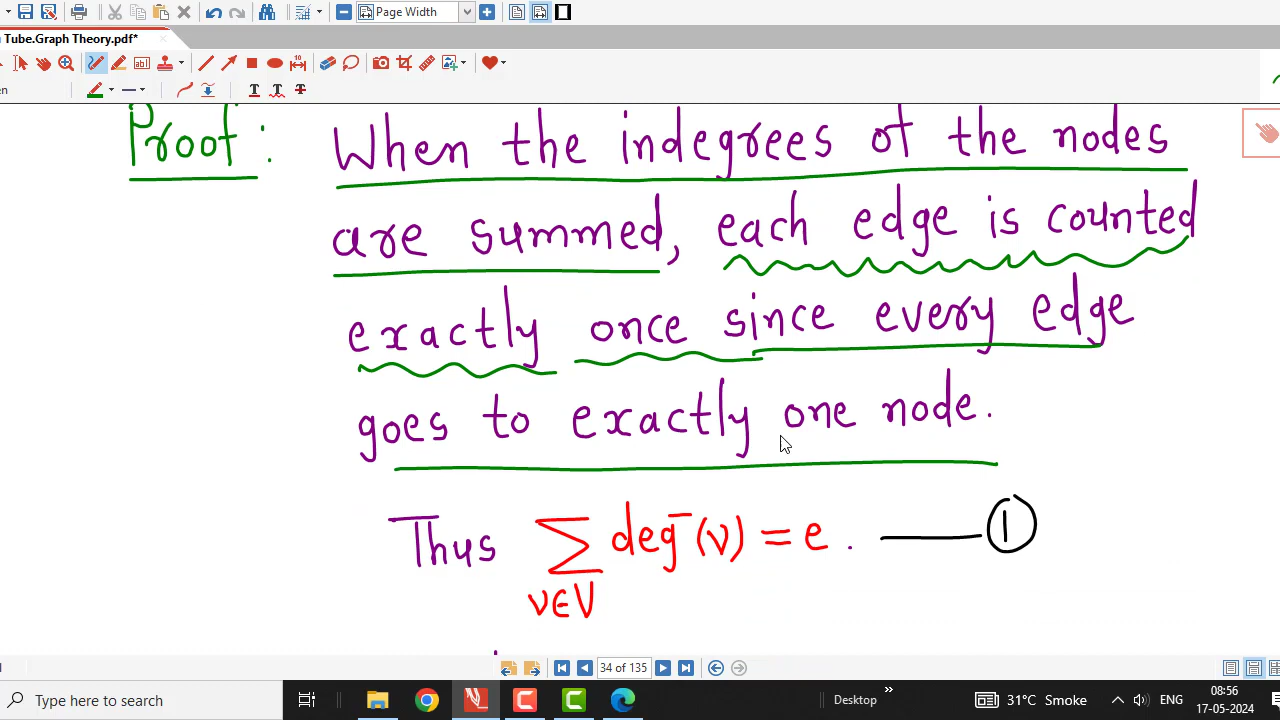 Page Width
Tube.Graph Theory.pdf*
Proof: When the indegrees of the nodes
are summed, each edge is counted
exactly once since every edge
goes to exactly one node.
Thus ∑ deg⁻(v) = e. —— ①
v∈V
34 of 135
Type here to search
Desktop
31°C Smoke
ENG
08:56
17-05-2024